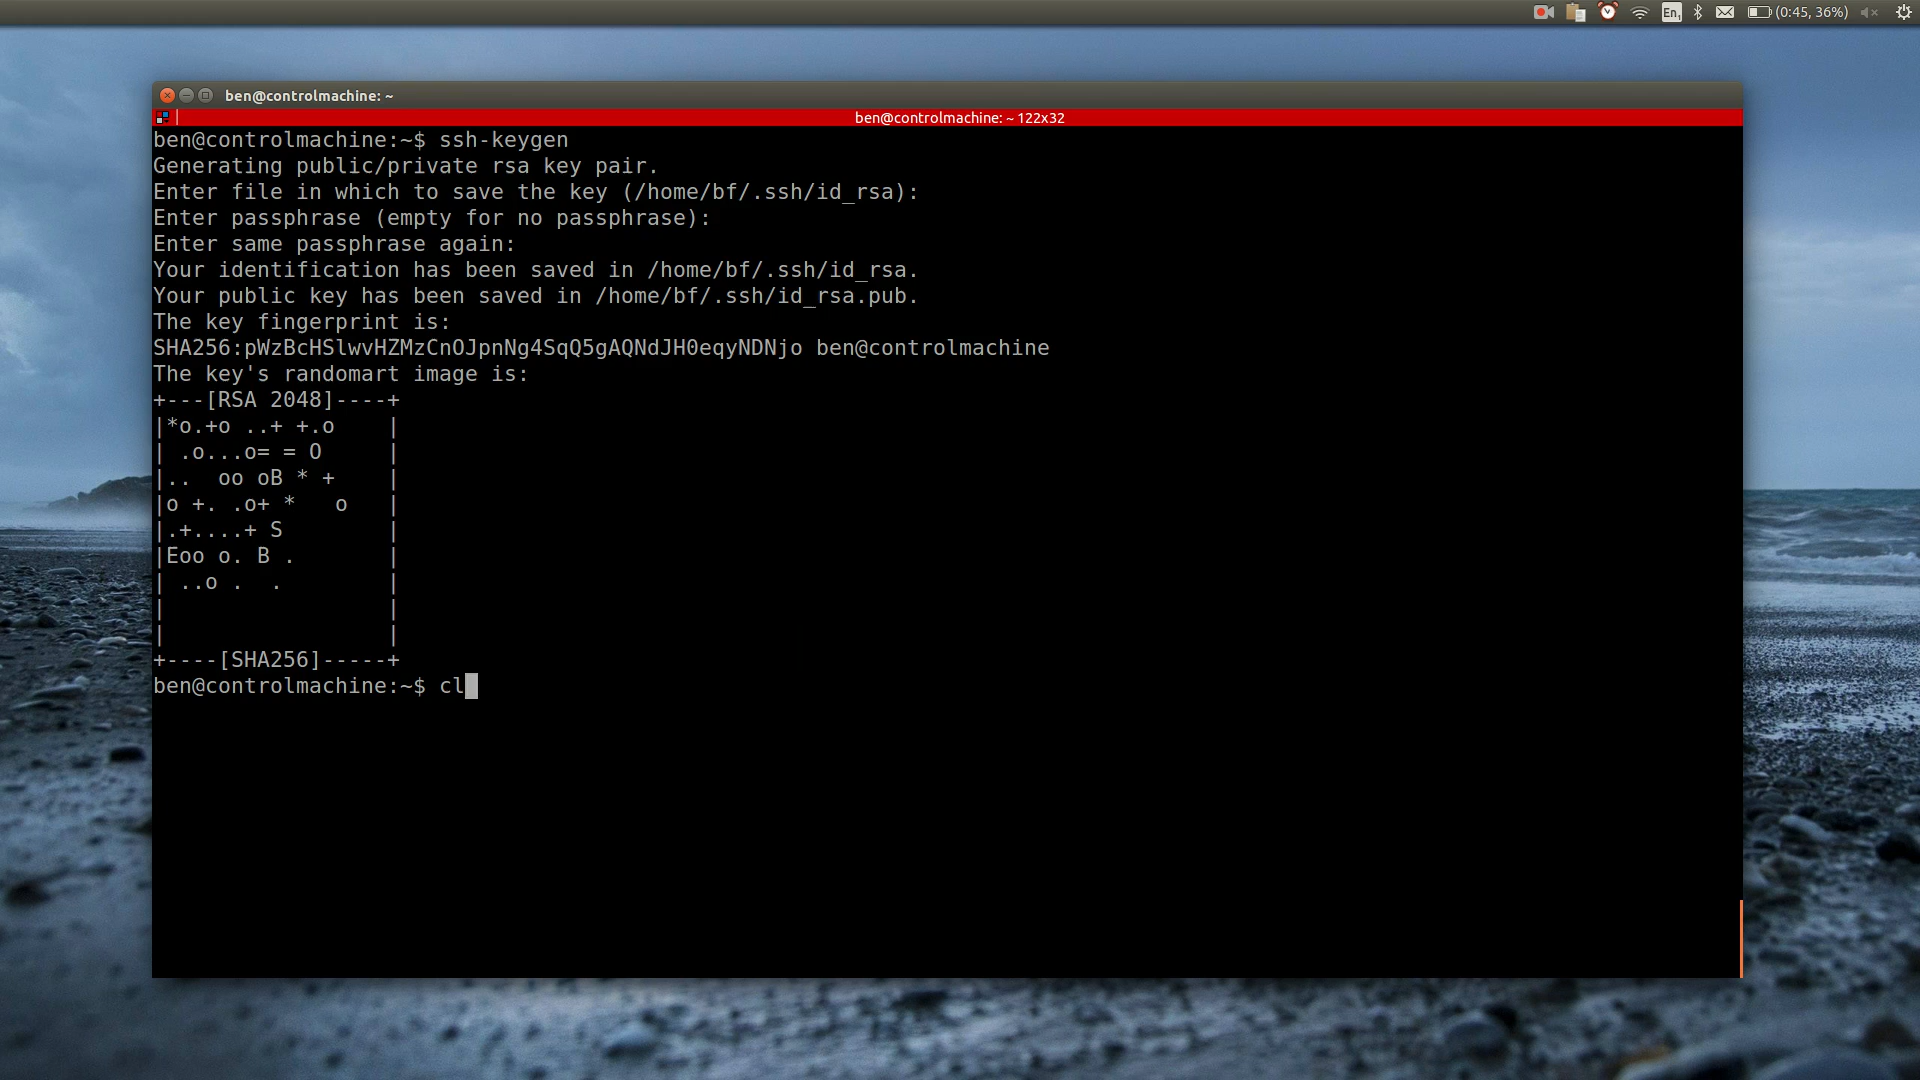 En₁ (0:45, 36%)
ben@controlmachine: ~
ben@controlmachine: ~ 122x32
ben@controlmachine:~$ ssh-keygen
Generating public/private rsa key pair.
Enter file in which to save the key (/home/bf/.ssh/id_rsa):
Enter passphrase (empty for no passphrase):
Enter same passphrase again:
Your identification has been saved in /home/bf/.ssh/id_rsa.
Your public key has been saved in /home/bf/.ssh/id_rsa.pub.
The key fingerprint is:
SHA256:pWzBcHSlwvHZMzCnOJpnNg4SqQ5gAQNdJH0eqyNDNjo ben@controlmachine
The key's randomart image is:
+---[RSA 2048]----+
|*o.+o ..+ +.o    |
| .o...o= = O     |
|..  oo oB * +    |
|o +. .o+ *   o   |
|.+....+ S        |
|Eoo o. B .       |
| ..o .  .        |
|                 |
|                 |
+----[SHA256]-----+
ben@controlmachine:~$ cl